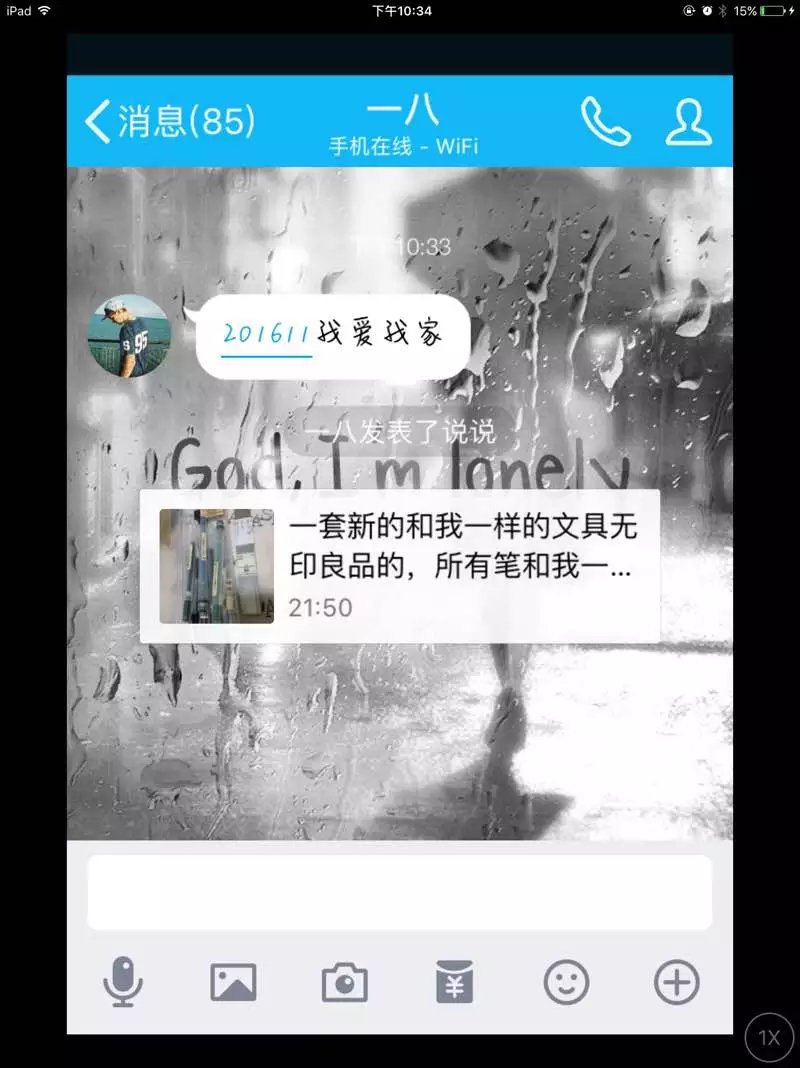 iPad 下午10:34 15%
消息(85) 一八
手机在线 - WiFi
10:33
201611我爱我家
一八发表了说说
God, I'm lonely
一套新的和我一样的文具无
印良品的，所有笔和我一...
21:50
1X